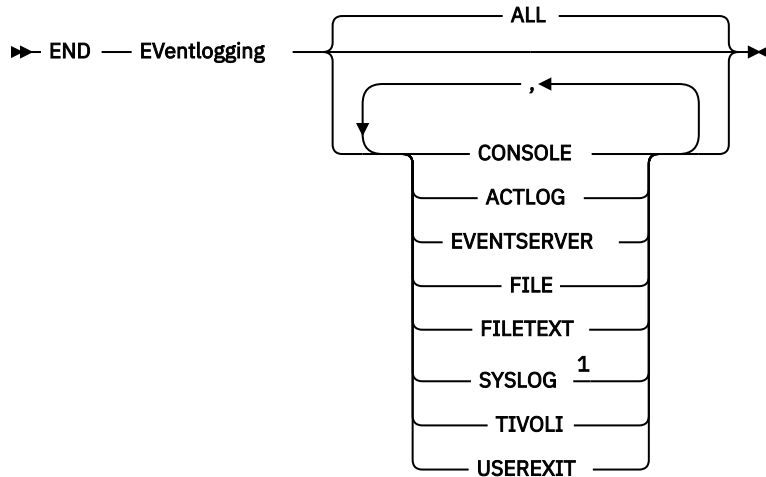 ALL
END EVentlogging
,
CONSOLE
ACTLOG
EVENTSERVER
FILE
FILETEXT
SYSLOG 1
TIVOLI
USEREXIT